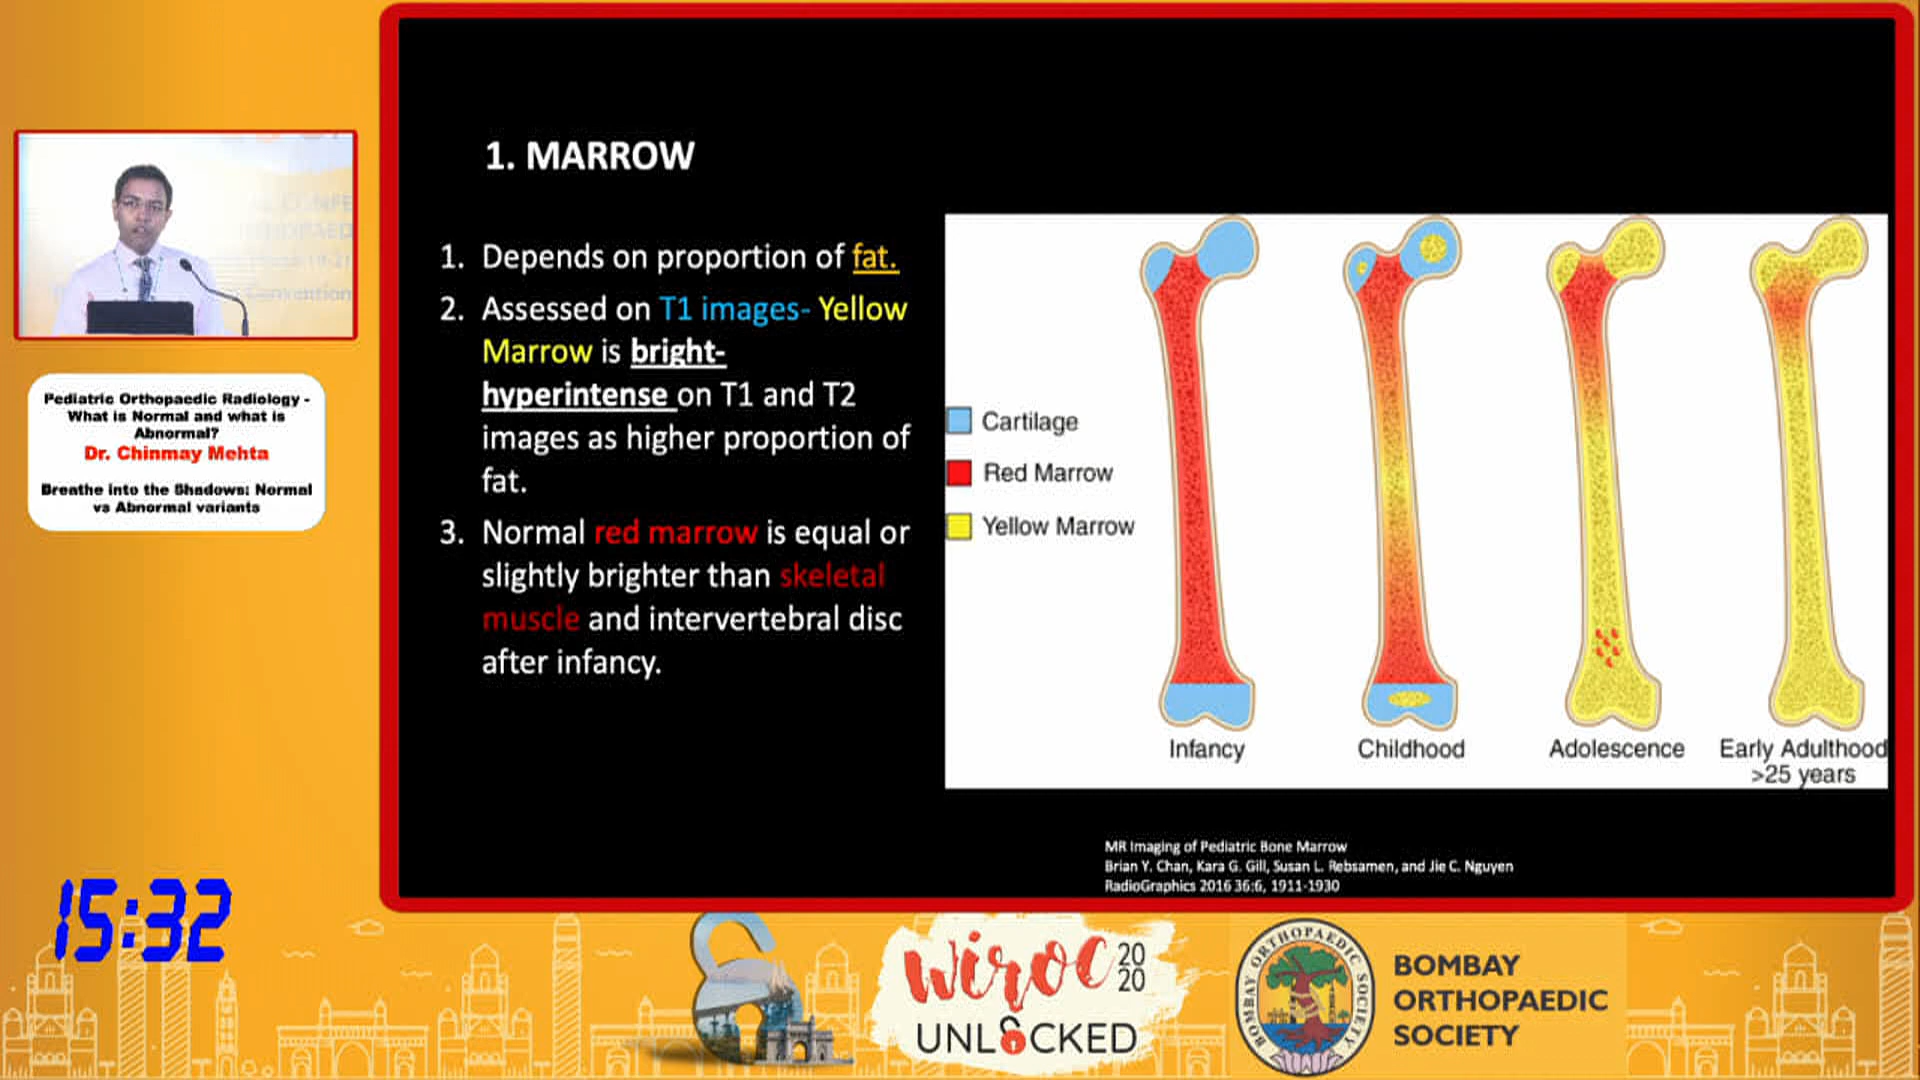 1. MARROW
1. Depends on proportion of fat.
2. Assessed on T1 images- Yellow
Marrow is bright-
hyperintense on T1 and T2
images as higher proportion of
fat.
3. Normal red marrow is equal or
slightly brighter than skeletal
muscle and intervertebral disc
after infancy.
Cartilage
Red Marrow
Yellow Marrow
Infancy
Childhood
Adolescence
Early Adulthood
>25 years
MR Imaging of Pediatric Bone Marrow
Brian Y. Chan, Kara G. Gill, Susan L. Rebsamen, and Jie C. Nguyen
RadioGraphics 2016 36:6, 1911-1930
Pediatric Orthopaedic Radiology -
What is Normal and what is
Abnormal?
Dr. Chinmay Mehta
Breathe into the Shadows: Normal
vs Abnormal variants
15:32
WIROC 20
20
UNLOCKED
BOMBAY ORTHOPAEDIC SOCIETY
BOMBAY
ORTHOPAEDIC
SOCIETY